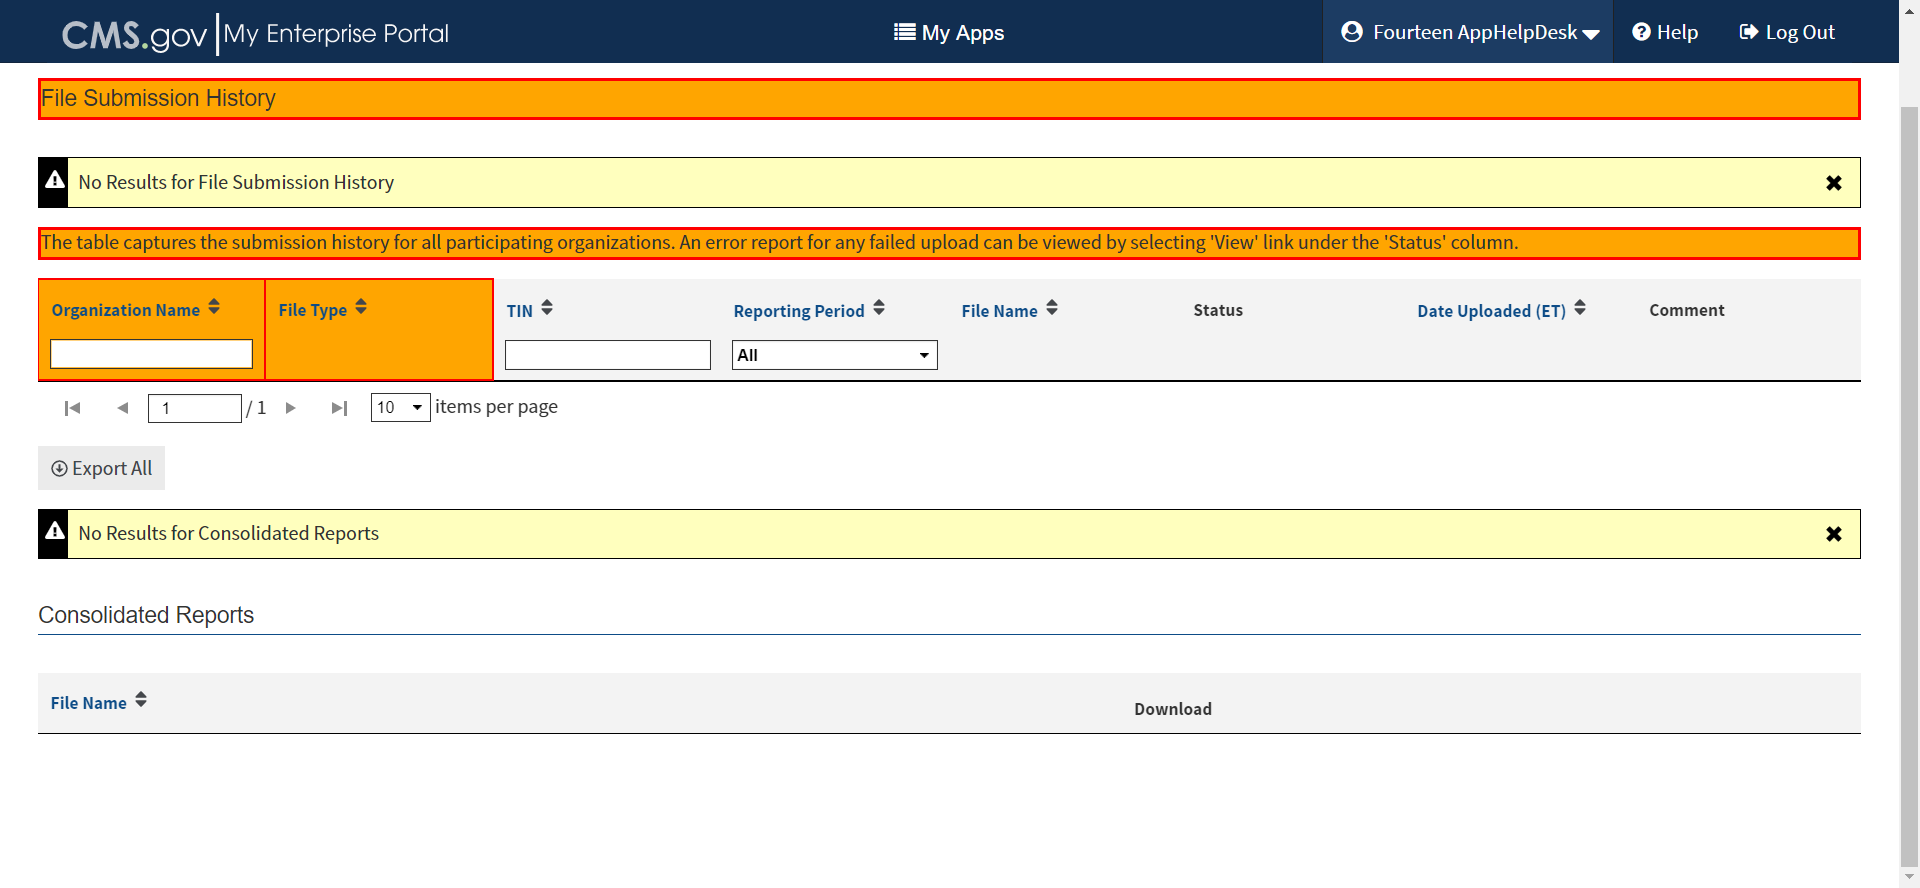 CMS.gov My Enterprise Portal
My Apps
Fourteen AppHelpDesk
Help
Log Out
File Submission History
No Results for File Submission History
The table captures the submission history for all participating organizations. An error report for any failed upload can be viewed by selecting 'View' link under the 'Status' column.
Organization Name
File Type
TIN
Reporting Period
File Name
Status
Date Uploaded (ET)
Comment
All
1 / 1
10 items per page
Export All
No Results for Consolidated Reports
Consolidated Reports
File Name
Download